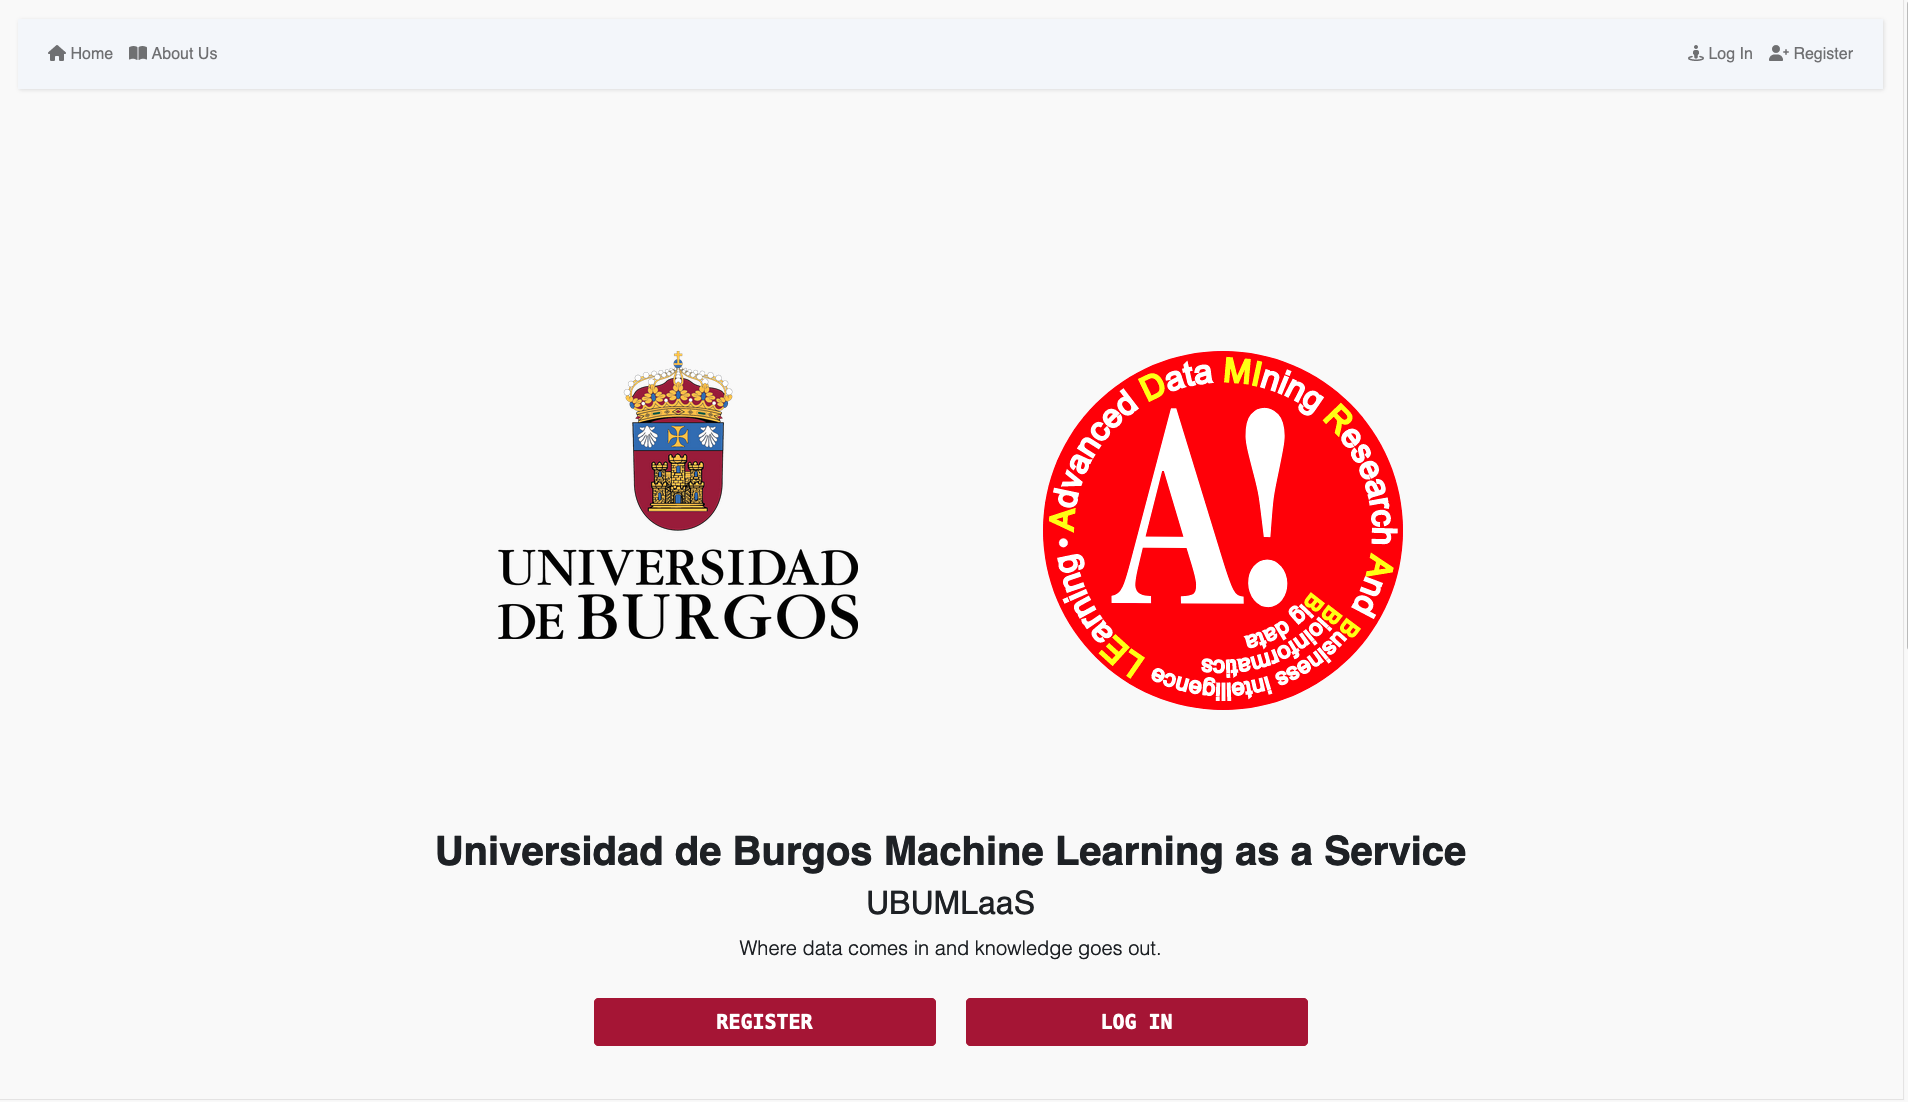 Home About Us Log In Register
UNIVERSIDAD
DE BURGOS
A!
Advanced Data MIning Research And
Business intelligence
Bioinformatics
Big data
LEarning •
Universidad de Burgos Machine Learning as a Service
UBUMLaaS
Where data comes in and knowledge goes out.
REGISTER LOG IN